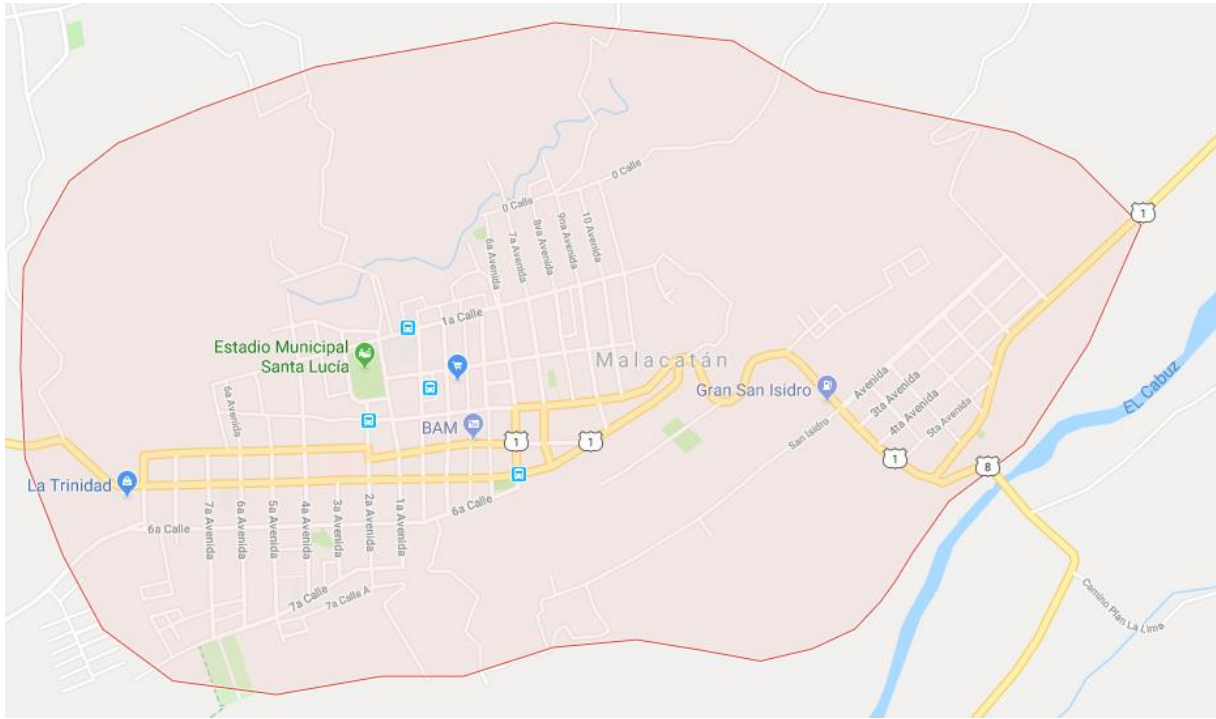 0 Calle
0 Calle
6a Avenida
7a Avenida
8va Avenida
9na Avenida
10 Avenida
1
1a Calle
Estadio Municipal
Santa Lucía
Malacatán
Gran San Isidro
EL Cabuz
6a Avenida
Avenida
3ta Avenida
4ta Avenida
5ta Avenida
San Isidro
BAM
1
1
1
8
La Trinidad
6a Calle
6a Calle
7a Avenida
6a Avenida
5a Avenida
4a Avenida
3a Avenida
2a Avenida
1a Avenida
7a Calle
7a Calle A
Camino Plan La Lima